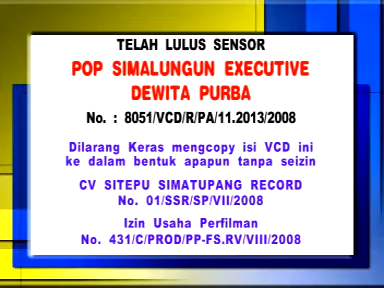 TELAH LULUS SENSOR
POP SIMALUNGUN EXECUTIVE
DEWITA PURBA
No. : 8051/VCD/R/PA/11.2013/2008
Dilarang Keras mengcopy isi VCD ini
ke dalam bentuk apapun tanpa seizin
CV SITEPU SIMATUPANG RECORD
No. 01/SSR/SP/VII/2008
Izin Usaha Perfilman
No. 431/C/PROD/PP-FS.RV/VIII/2008